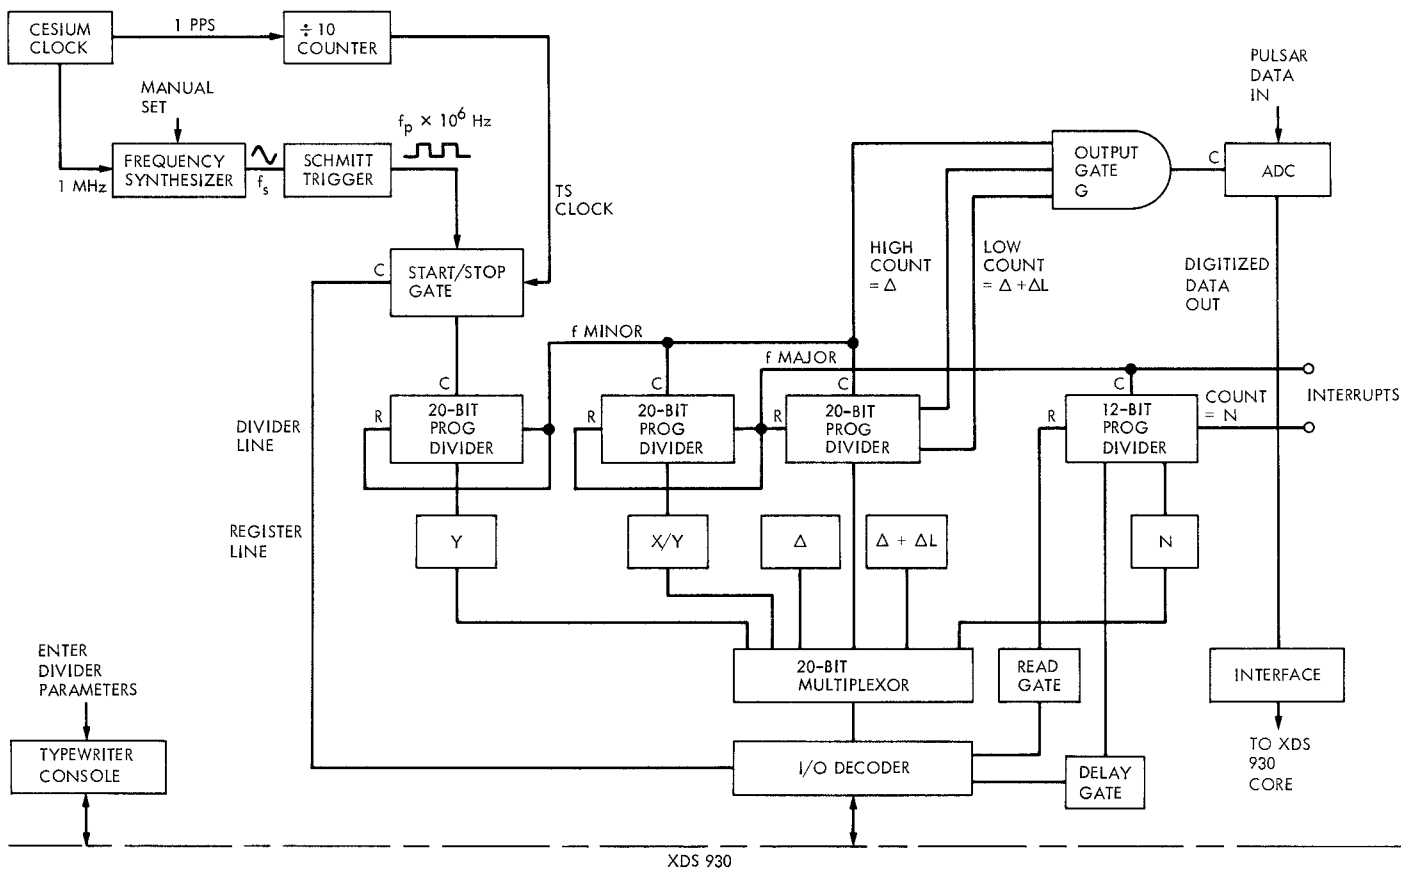 CESIUM
CLOCK
1 PPS
÷ 10
COUNTER
MANUAL
SET
f_p × 10^6 Hz
PULSAR
DATA
IN
FREQUENCY
SYNTHESIZER
1 MHz
f_s
SCHMITT
TRIGGER
TS
CLOCK
OUTPUT
GATE
G
C
ADC
C
START/STOP
GATE
HIGH
COUNT
= Δ
LOW
COUNT
= Δ + ΔL
DIGITIZED
DATA
OUT
f MINOR
f MAJOR
DIVIDER
LINE
R
C
20-BIT
PROG
DIVIDER
R
C
20-BIT
PROG
DIVIDER
R
C
20-BIT
PROG
DIVIDER
R
C
12-BIT
PROG
DIVIDER
COUNT
= N
INTERRUPTS
REGISTER
LINE
Y
X/Y
Δ
Δ + ΔL
N
ENTER
DIVIDER
PARAMETERS
20-BIT
MULTIPLEXOR
READ
GATE
INTERFACE
TYPEWRITER
CONSOLE
I/O DECODER
DELAY
GATE
TO XDS
930
CORE
XDS 930